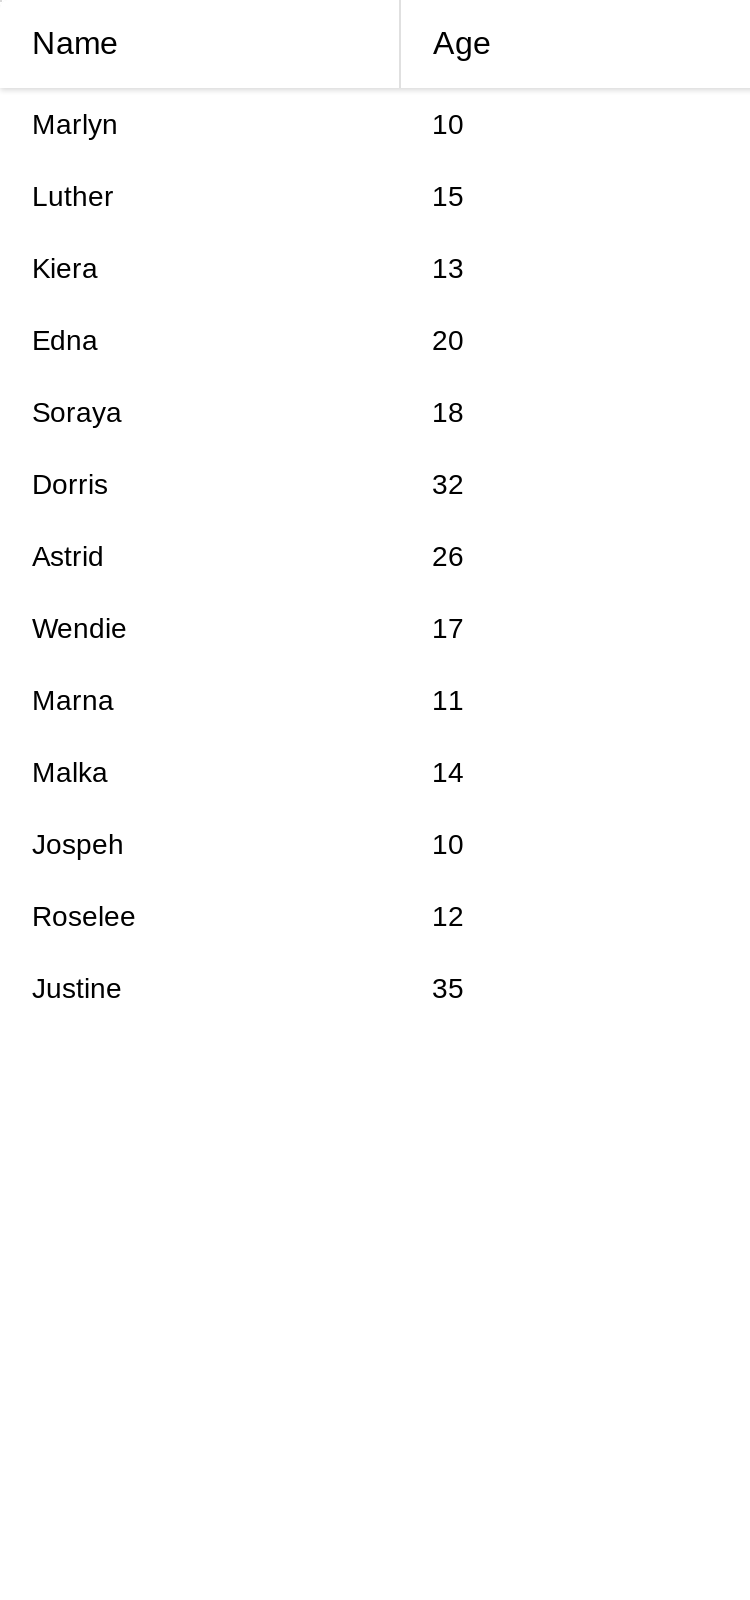 Name Age
Marlyn 10
Luther 15
Kiera 13
Edna 20
Soraya 18
Dorris 32
Astrid 26
Wendie 17
Marna 11
Malka 14
Jospeh 10
Roselee 12
Justine 35